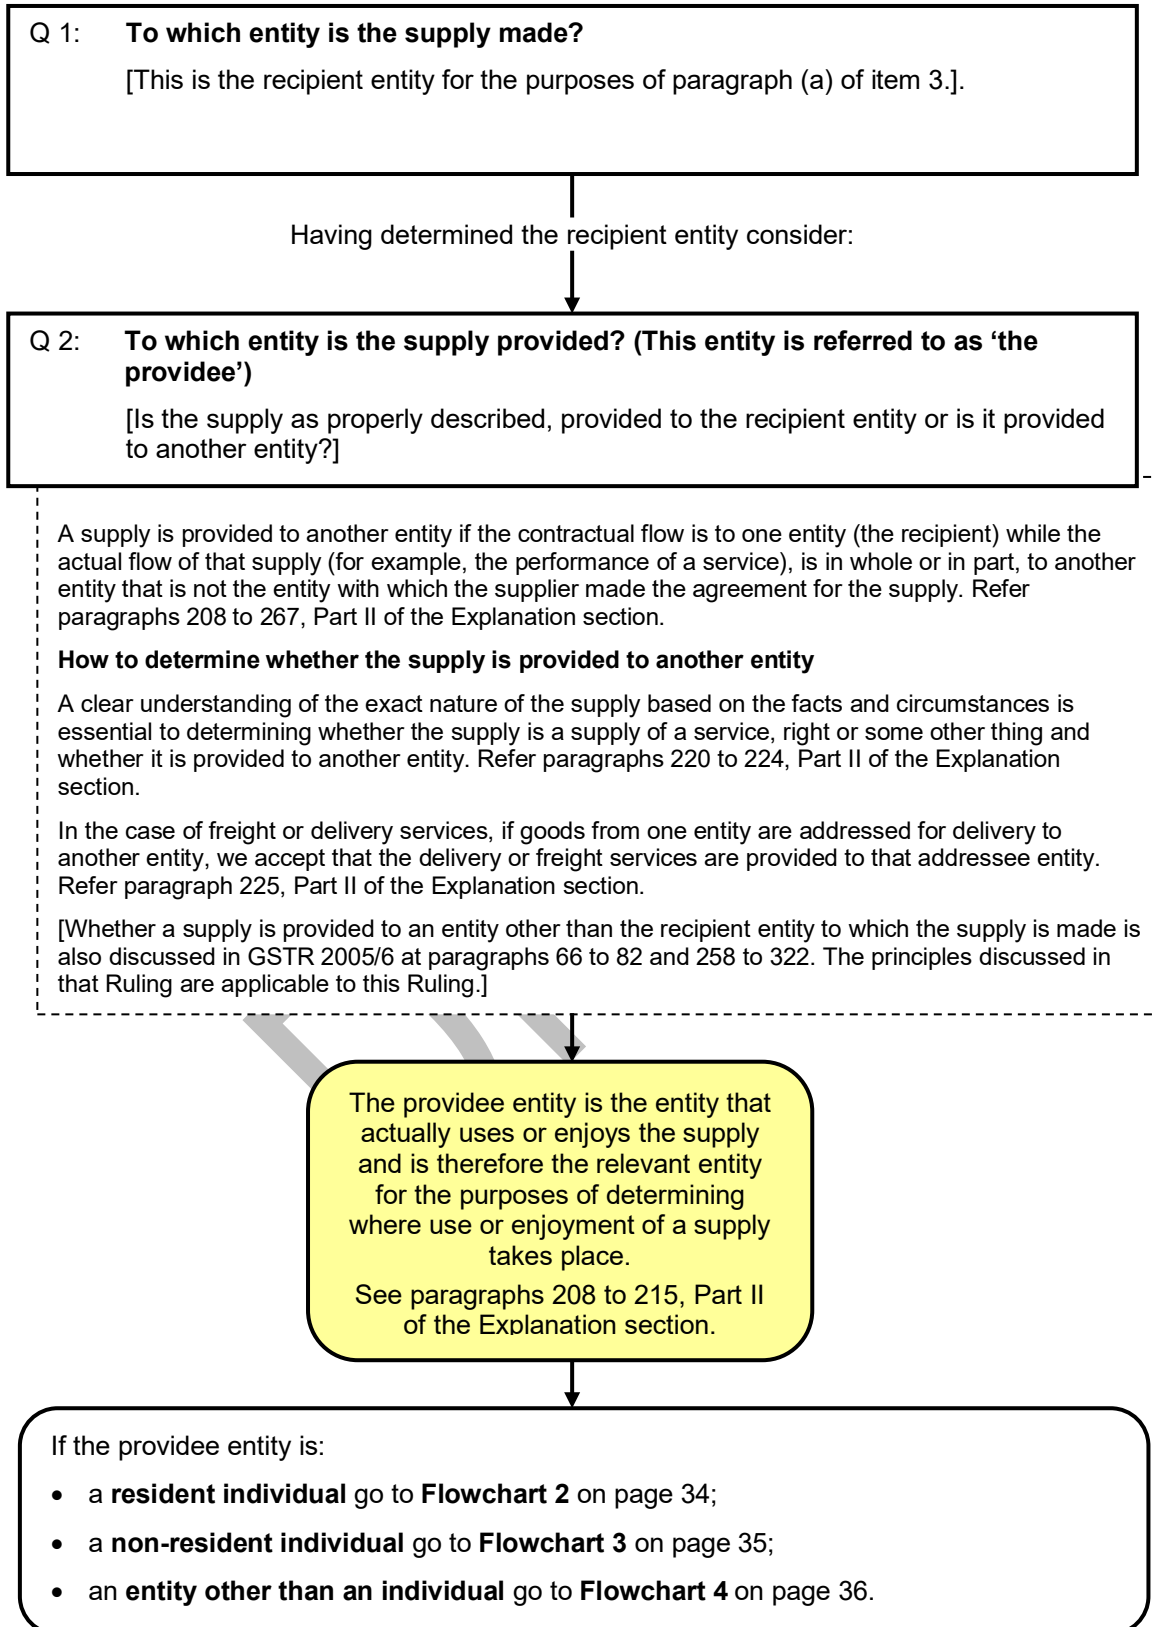 Q 1: To which entity is the supply made?
[This is the recipient entity for the purposes of paragraph (a) of item 3.].
Having determined the recipient entity consider:
Q 2: To which entity is the supply provided? (This entity is referred to as ‘the
providee’)
[Is the supply as properly described, provided to the recipient entity or is it provided
to another entity?]
A supply is provided to another entity if the contractual flow is to one entity (the recipient) while the
actual flow of that supply (for example, the performance of a service), is in whole or in part, to another
entity that is not the entity with which the supplier made the agreement for the supply. Refer
paragraphs 208 to 267, Part II of the Explanation section.
How to determine whether the supply is provided to another entity
A clear understanding of the exact nature of the supply based on the facts and circumstances is
essential to determining whether the supply is a supply of a service, right or some other thing and
whether it is provided to another entity. Refer paragraphs 220 to 224, Part II of the Explanation
section.
In the case of freight or delivery services, if goods from one entity are addressed for delivery to
another entity, we accept that the delivery or freight services are provided to that addressee entity.
Refer paragraph 225, Part II of the Explanation section.
[Whether a supply is provided to an entity other than the recipient entity to which the supply is made is
also discussed in GSTR 2005/6 at paragraphs 66 to 82 and 258 to 322. The principles discussed in
that Ruling are applicable to this Ruling.]
The providee entity is the entity that
actually uses or enjoys the supply
and is therefore the relevant entity
for the purposes of determining
where use or enjoyment of a supply
takes place.
See paragraphs 208 to 215, Part II
of the Explanation section.
If the providee entity is:
• a resident individual go to Flowchart 2 on page 34;
• a non-resident individual go to Flowchart 3 on page 35;
• an entity other than an individual go to Flowchart 4 on page 36.